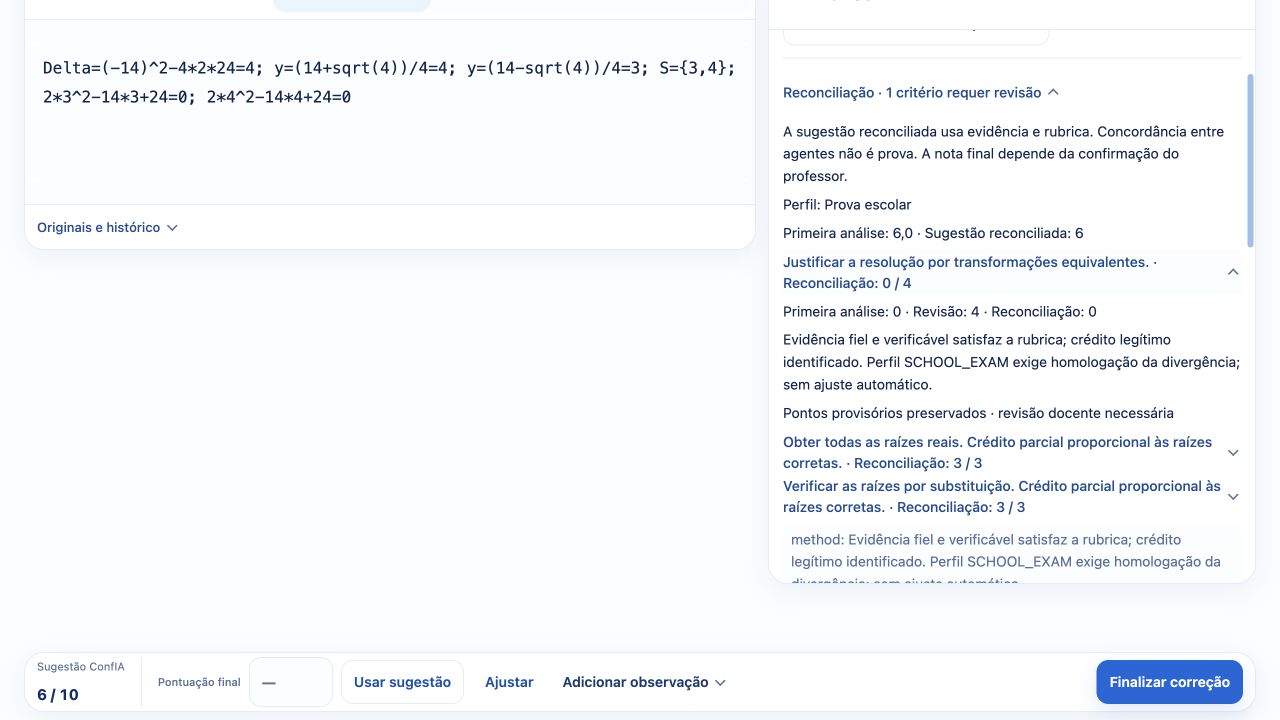 Delta=(-14)^2-4*2*24=4; y=(14+sqrt(4))/4=4; y=(14-sqrt(4))/4=3; S={3,4};
2*3^2-14*3+24=0; 2*4^2-14*4+24=0
Originais e histórico
Reconciliação · 1 critério requer revisão
A sugestão reconciliada usa evidência e rubrica. Concordância entre
agentes não é prova. A nota final depende da confirmação do
professor.
Perfil: Prova escolar
Primeira análise: 6,0 · Sugestão reconciliada: 6
Justificar a resolução por transformações equivalentes. ·
Reconciliação: 0 / 4
Primeira análise: 0 · Revisão: 4 · Reconciliação: 0
Evidência fiel e verificável satisfaz a rubrica; crédito legítimo
identificado. Perfil SCHOOL_EXAM exige homologação da divergência;
sem ajuste automático.
Pontos provisórios preservados · revisão docente necessária
Obter todas as raízes reais. Crédito parcial proporcional às raízes
corretas. · Reconciliação: 3 / 3
Verificar as raízes por substituição. Crédito parcial proporcional às
raízes corretas. · Reconciliação: 3 / 3
method: Evidência fiel e verificável satisfaz a rubrica; crédito
legítimo identificado. Perfil SCHOOL_EXAM exige homologação da
divergência; sem ajuste automático.
Sugestão ConfIA
6 / 10
Pontuação final
—
Usar sugestão
Ajustar
Adicionar observação
Finalizar correção